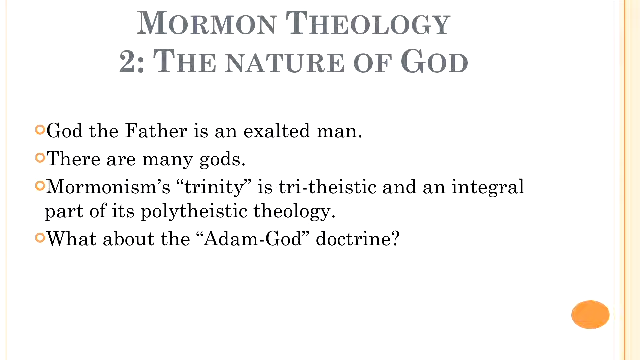 MORMON THEOLOGY
2: THE NATURE OF GOD
God the Father is an exalted man.
There are many gods.
Mormonism's “trinity” is tri-theistic and an integral
part of its polytheistic theology.
What about the “Adam-God” doctrine?